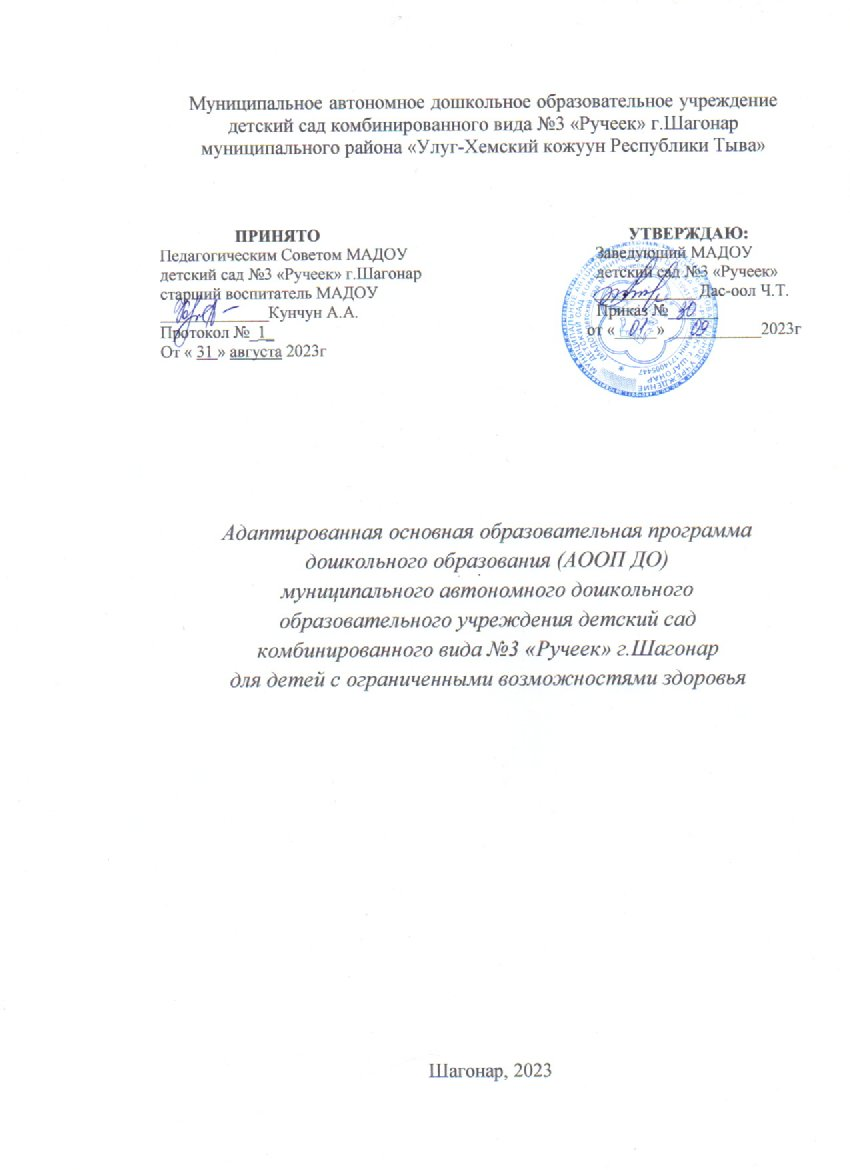 Муниципальное автономное дошкольное образовательное учреждение
детский сад комбинированного вида №3 «Ручеек» г.Шагонар
муниципального района «Улуг-Хемский кожуун Республики Тыва»
ПРИНЯТО
Педагогическим Советом МАДОУ
детский сад №3 «Ручеек» г.Шагонар
старший воспитатель МАДОУ
_____________Кунчун А.А.
Протокол №_1_
От « 31 » августа 2023г
УТВЕРЖДАЮ:
Заведующий МАДОУ
детский сад №3 «Ручеек»
____________Дас-оол Ч.Т.
Приказ № 30
от « 01 » 09 2023г
Адаптированная основная образовательная программа
дошкольного образования (АООП ДО)
муниципального автономного дошкольного
образовательного учреждения детский сад
комбинированного вида №3 «Ручеек» г.Шагонар
для детей с ограниченными возможностями здоровья
Шагонар, 2023